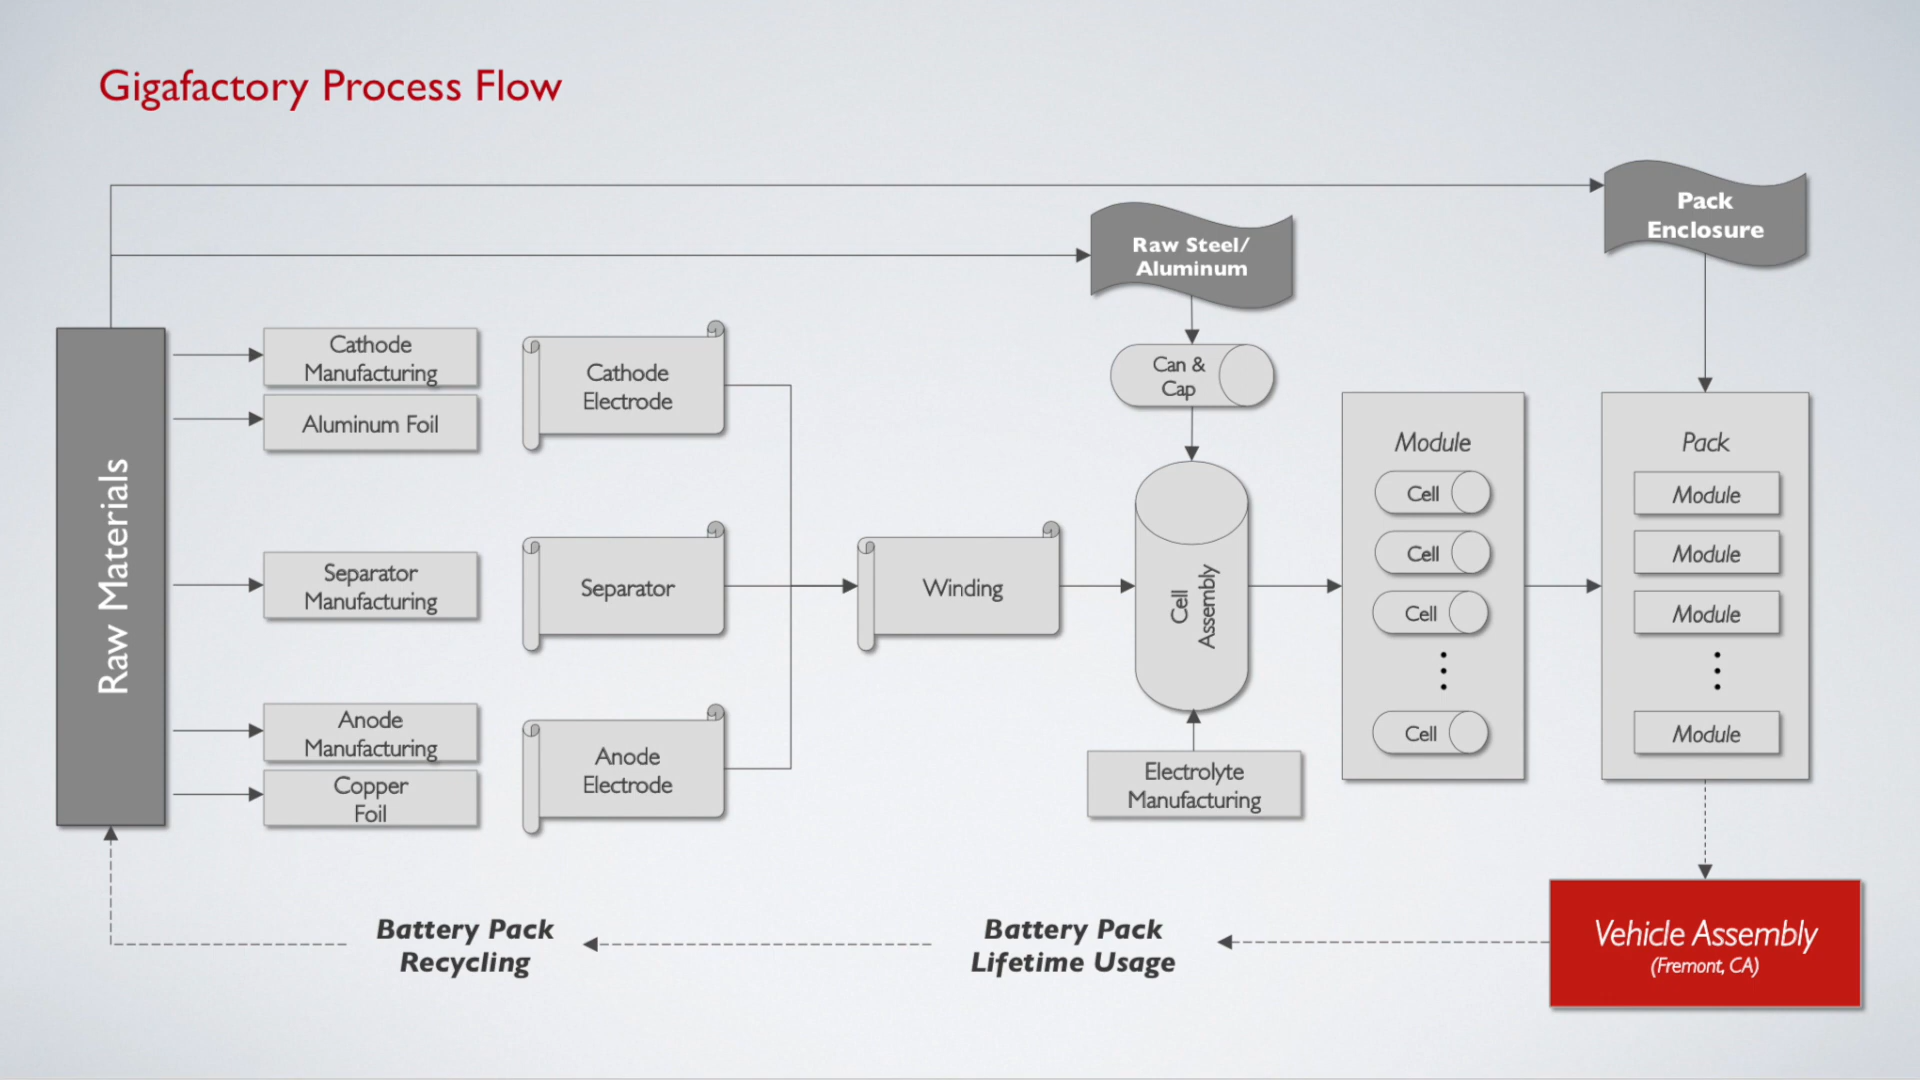 Gigafactory Process Flow
Pack
Enclosure
Raw Steel/
Aluminum
Raw Materials
Cathode
Manufacturing
Aluminum Foil
Cathode
Electrode
Can &
Cap
Separator
Manufacturing
Separator
Winding
Cell
Assembly
Module
Cell
Cell
Cell
Cell
Pack
Module
Module
Module
Module
Anode
Manufacturing
Copper
Foil
Anode
Electrode
Electrolyte
Manufacturing
Battery Pack
Recycling
Battery Pack
Lifetime Usage
Vehicle Assembly
(Fremont, CA)